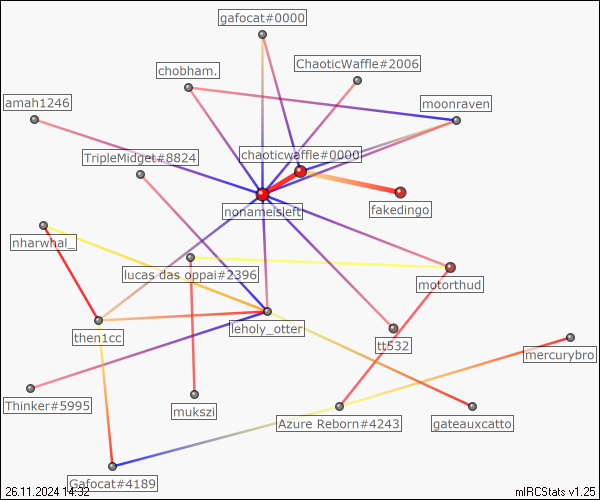 gafocat#0000
ChaoticWaffle#2006
chobham.
amah1246
moonraven
chaoticwaffle#0000
TripleMidget#8824
nonameisleft
fakedingo
nharwhal_
lucas das oppai#2396
motorthud
leholy_otter
then1cc
tt532
mercurybro
Thinker#5995
mukszi
Azure Reborn#4243
gateauxcatto
Gafocat#4189
26.11.2024 14:32
mIRCStats v1.25